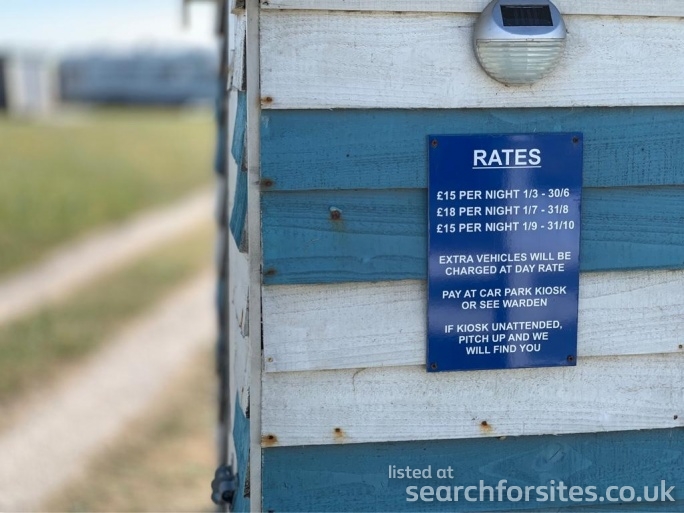 RATES
£15 PER NIGHT 1/3 - 30/6
£18 PER NIGHT 1/7 - 31/8
£15 PER NIGHT 1/9 - 31/10
EXTRA VEHICLES WILL BE
CHARGED AT DAY RATE
PAY AT CAR PARK KIOSK
OR SEE WARDEN
IF KIOSK UNATTENDED,
PITCH UP AND WE
WILL FIND YOU
listed at
searchforsites.co.uk